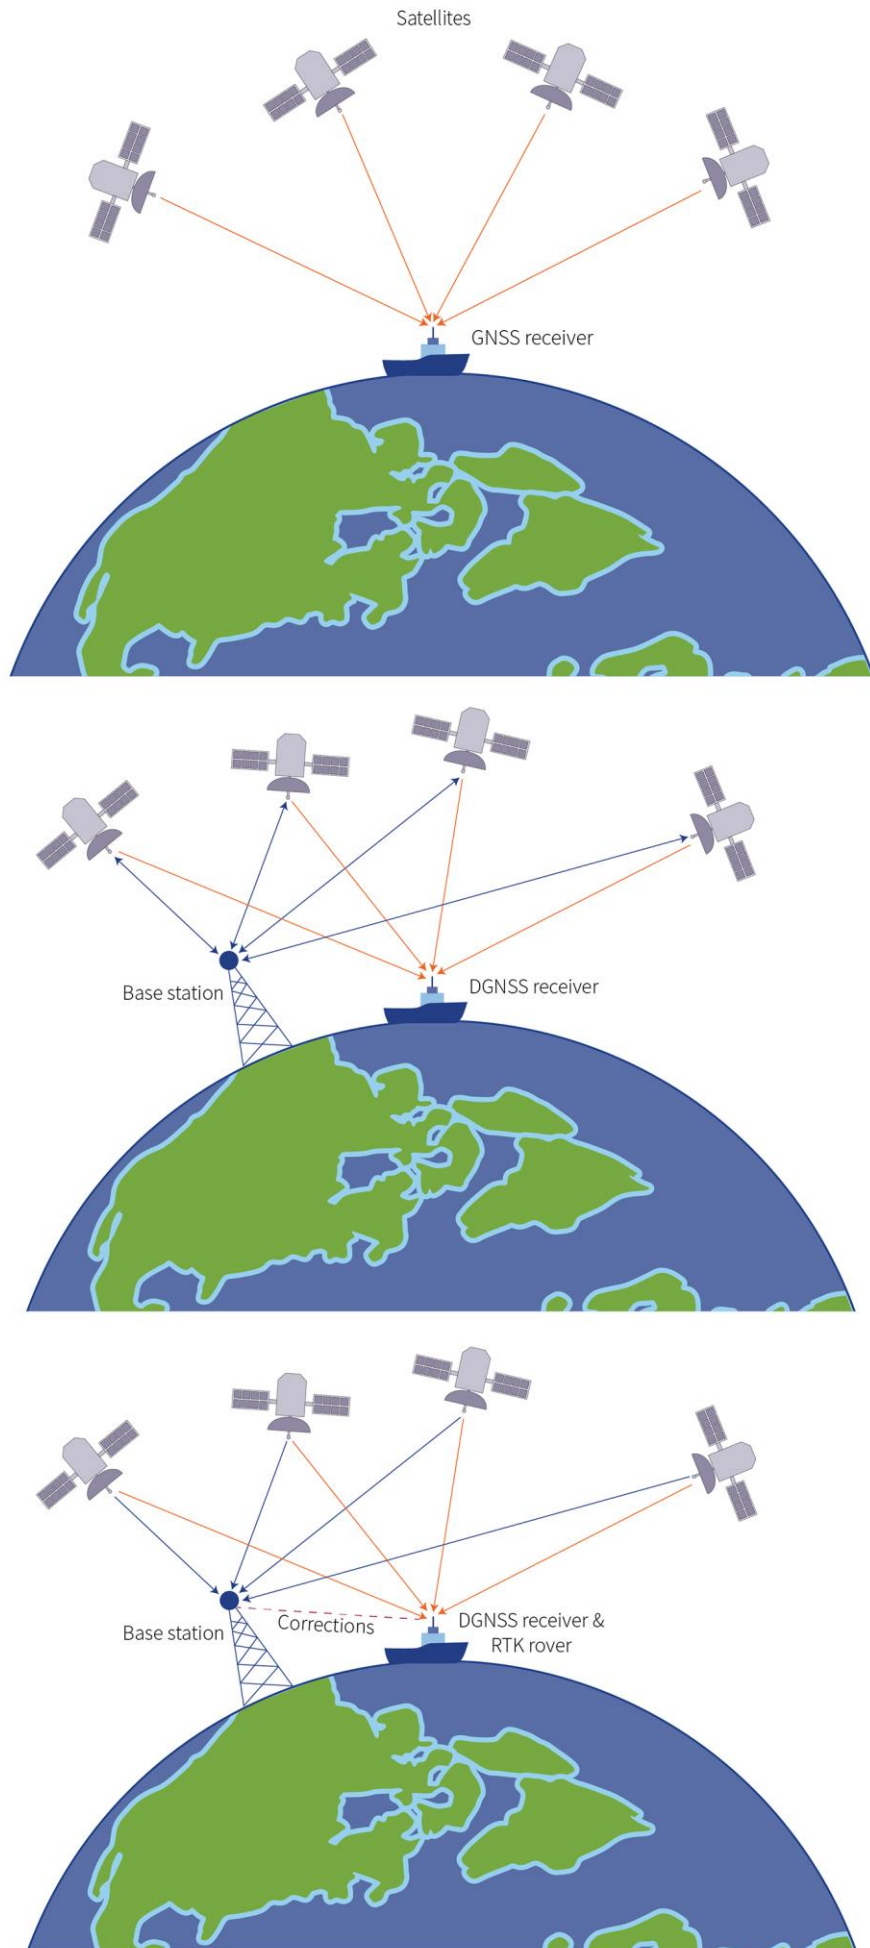 Satellites
GNSS receiver
Base station
DGNSS receiver
Base station
Corrections
DGNSS receiver &
RTK rover